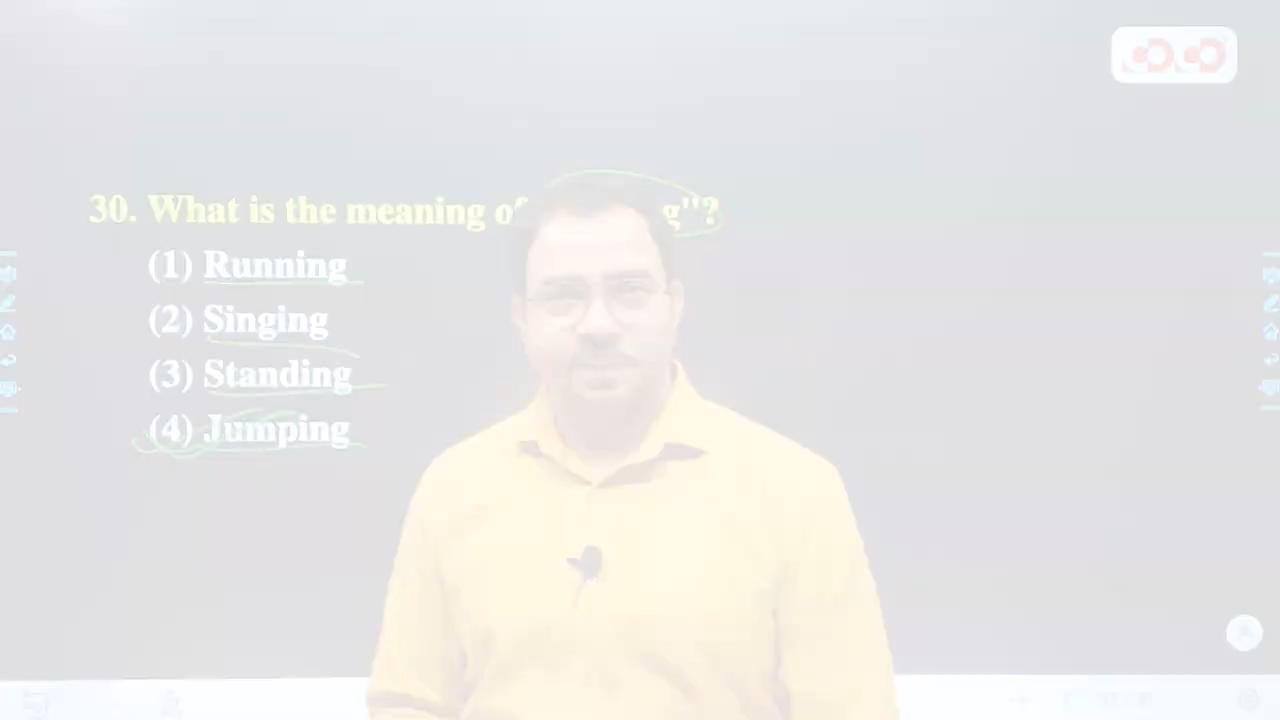 30. What is the meaning of g"?
(1) Running
(2) Singing
(3) Standing
(4) Jumping